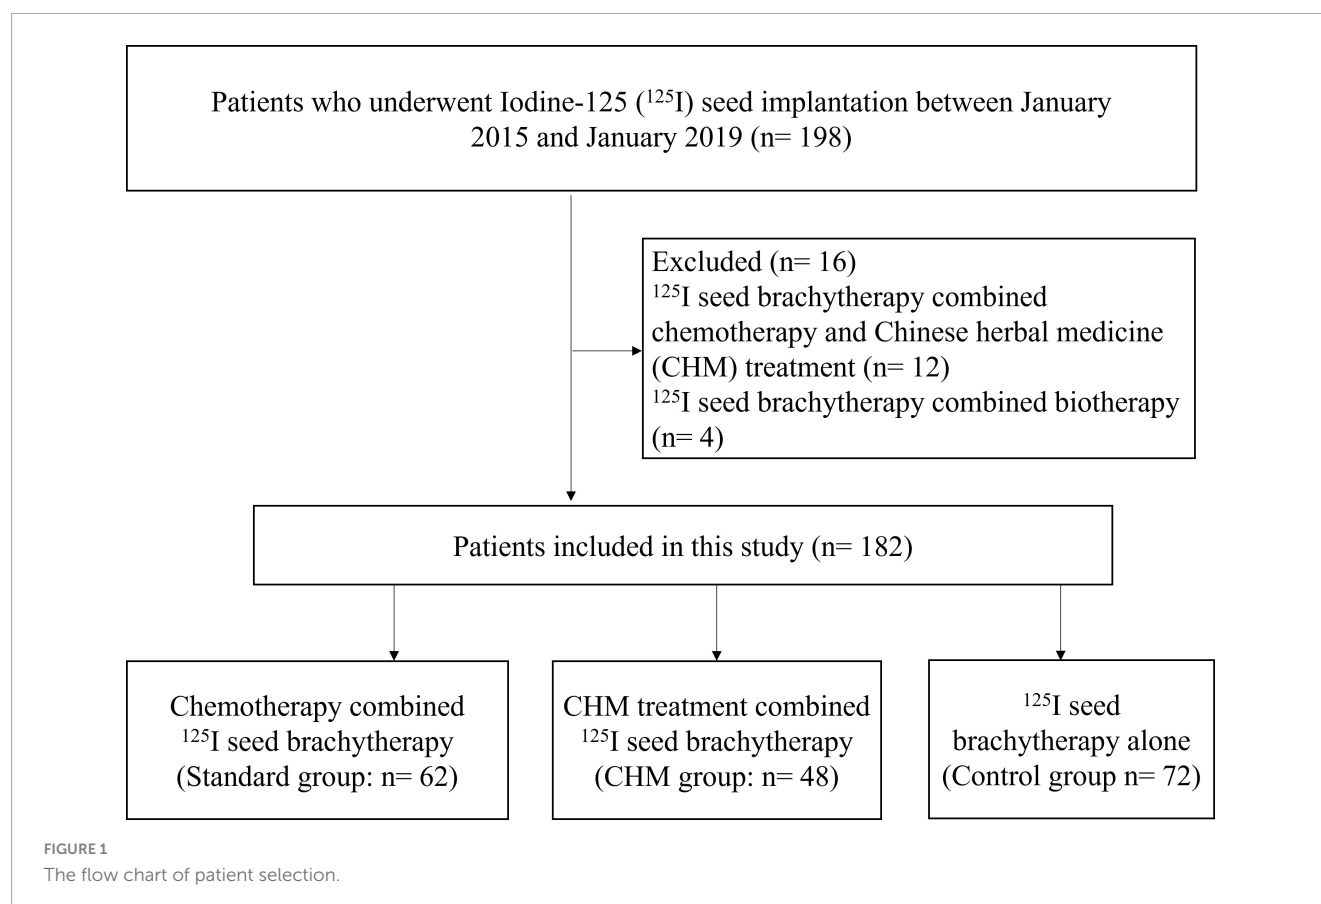 Patients who underwent Iodine-125 (¹²⁵I) seed implantation between January
2015 and January 2019 (n= 198)
Excluded (n= 16)
¹²⁵I seed brachytherapy combined
chemotherapy and Chinese herbal medicine
(CHM) treatment (n= 12)
¹²⁵I seed brachytherapy combined biotherapy
(n= 4)
Patients included in this study (n= 182)
Chemotherapy combined
¹²⁵I seed brachytherapy
(Standard group: n= 62)
CHM treatment combined
¹²⁵I seed brachytherapy
(CHM group: n= 48)
¹²⁵I seed
brachytherapy alone
(Control group n= 72)
FIGURE 1
The flow chart of patient selection.